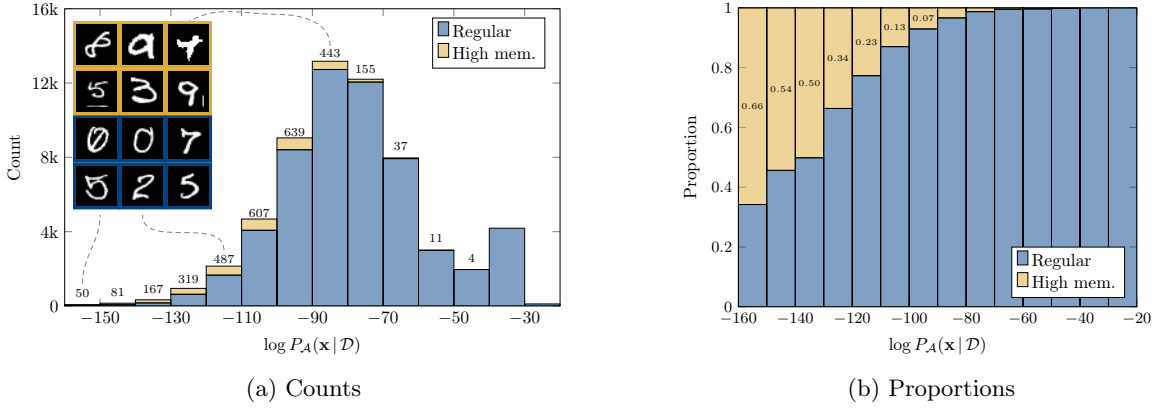 16k
12k
8k
4k
0
Count
443
155
639
37
607
487
319
167
81
50
11
4
Regular
High mem.
−150 −130 −110 −90 −70 −50 −30
log P_A(x | D)
(a) Counts
1
0.8
0.6
0.4
0.2
0
Proportion
0.66
0.54
0.50
0.34
0.23
0.13
0.07
Regular
High mem.
−160 −140 −120 −100 −80 −60 −40 −20
log P_A(x | D)
(b) Proportions